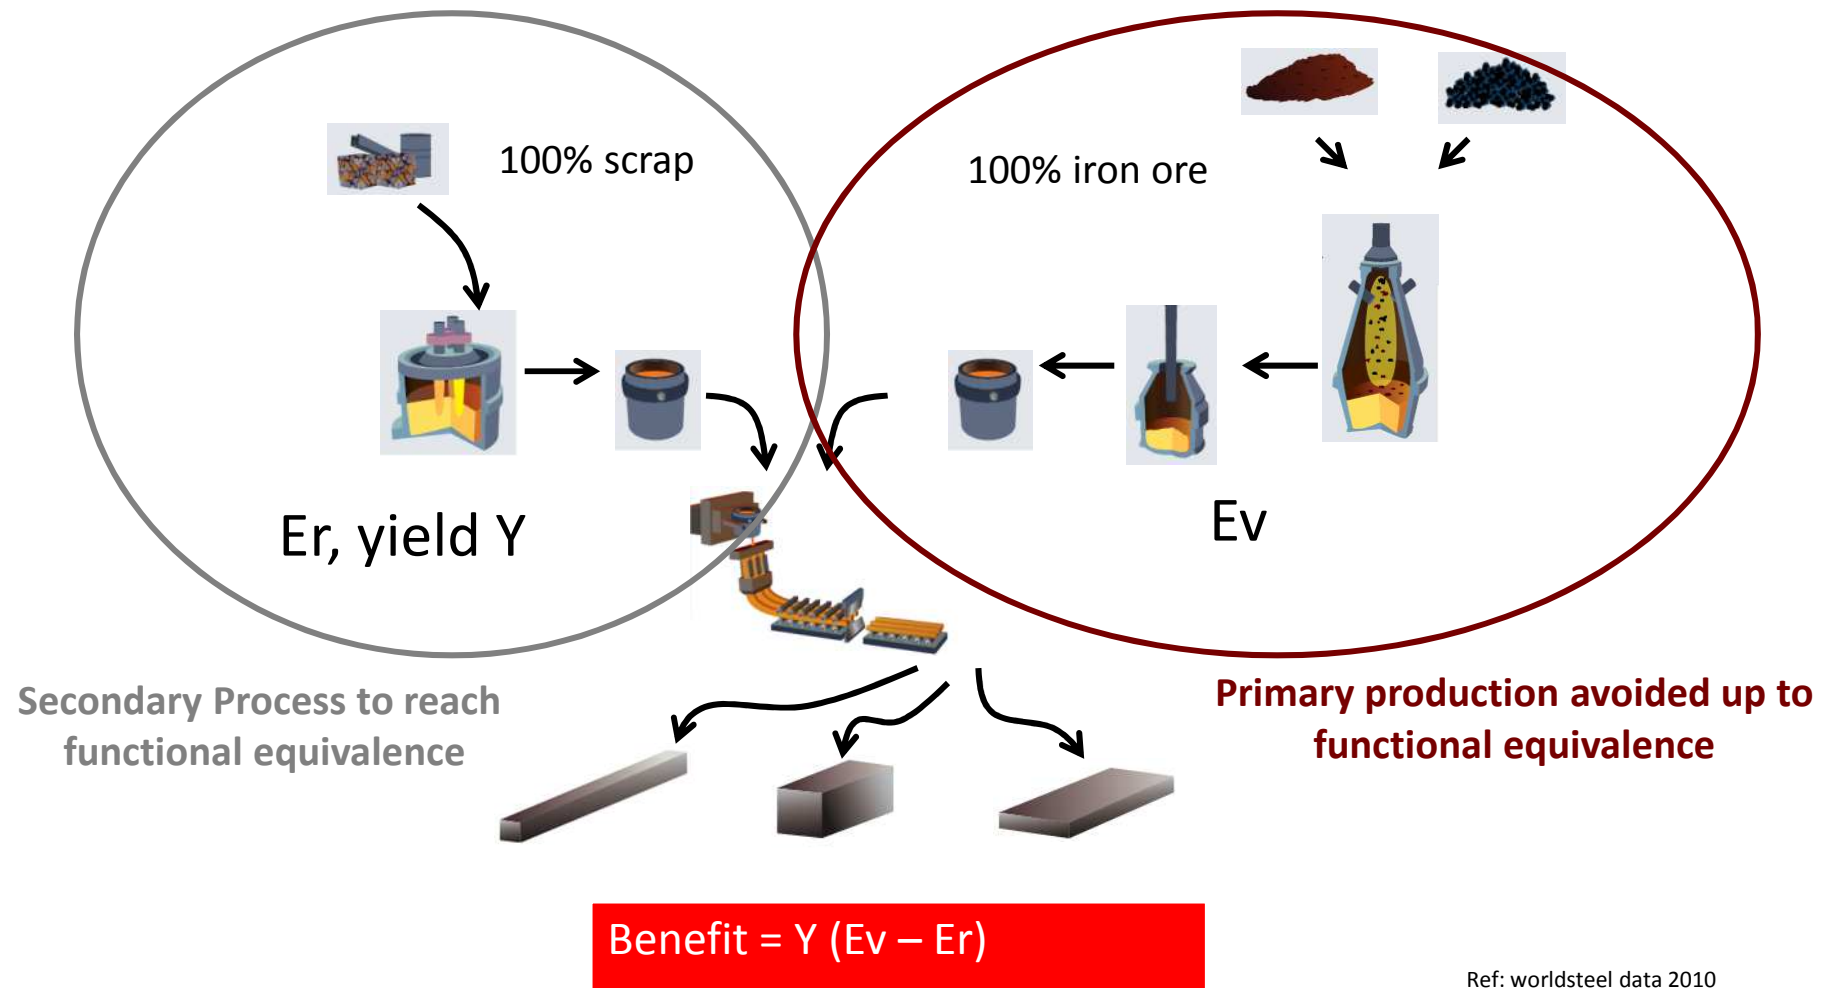 100% scrap
100% iron ore
Er, yield Y
Ev
Secondary Process to reach
functional equivalence
Primary production avoided up to
functional equivalence
Benefit = Y (Ev – Er)
Ref: worldsteel data 2010